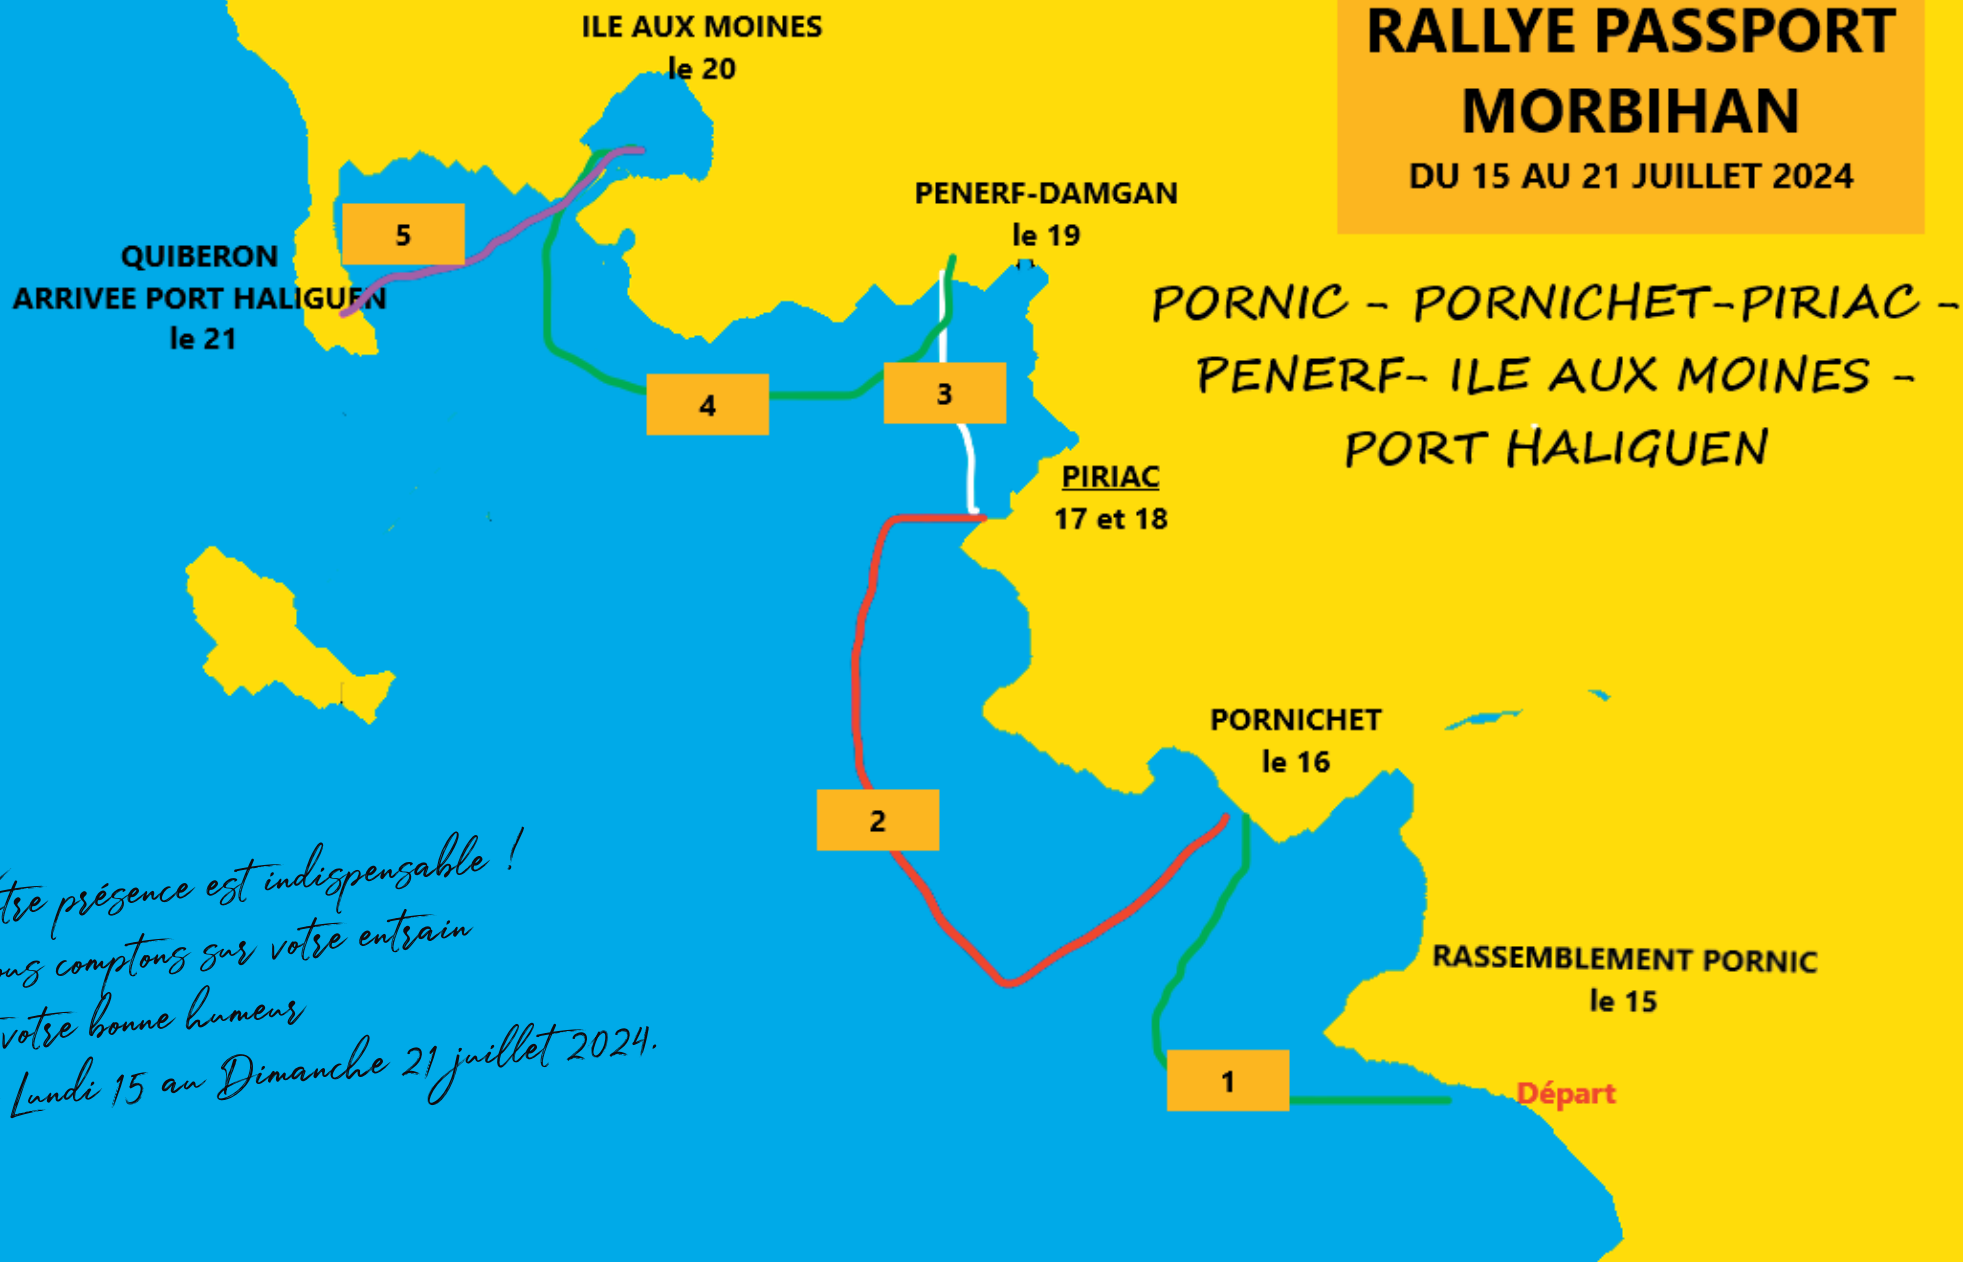 RALLYE PASSPORT
MORBIHAN
DU 15 AU 21 JUILLET 2024
PORNIC - PORNICHET-PIRIAC -
PENERF- ILE AUX MOINES -
PORT HALIGUEN
ILE AUX MOINES
le 20
PENERF-DAMGAN
le 19
5
QUIBERON
ARRIVEE PORT HALIGUEN
le 21
4
3
PIRIAC
17 et 18
PORNICHET
le 16
2
RASSEMBLEMENT PORNIC
le 15
1
Départ
présence est indispensable !
comptons sur votre entrain
votre bonne humeur
Lundi 15 au Dimanche 21 juillet 2024.